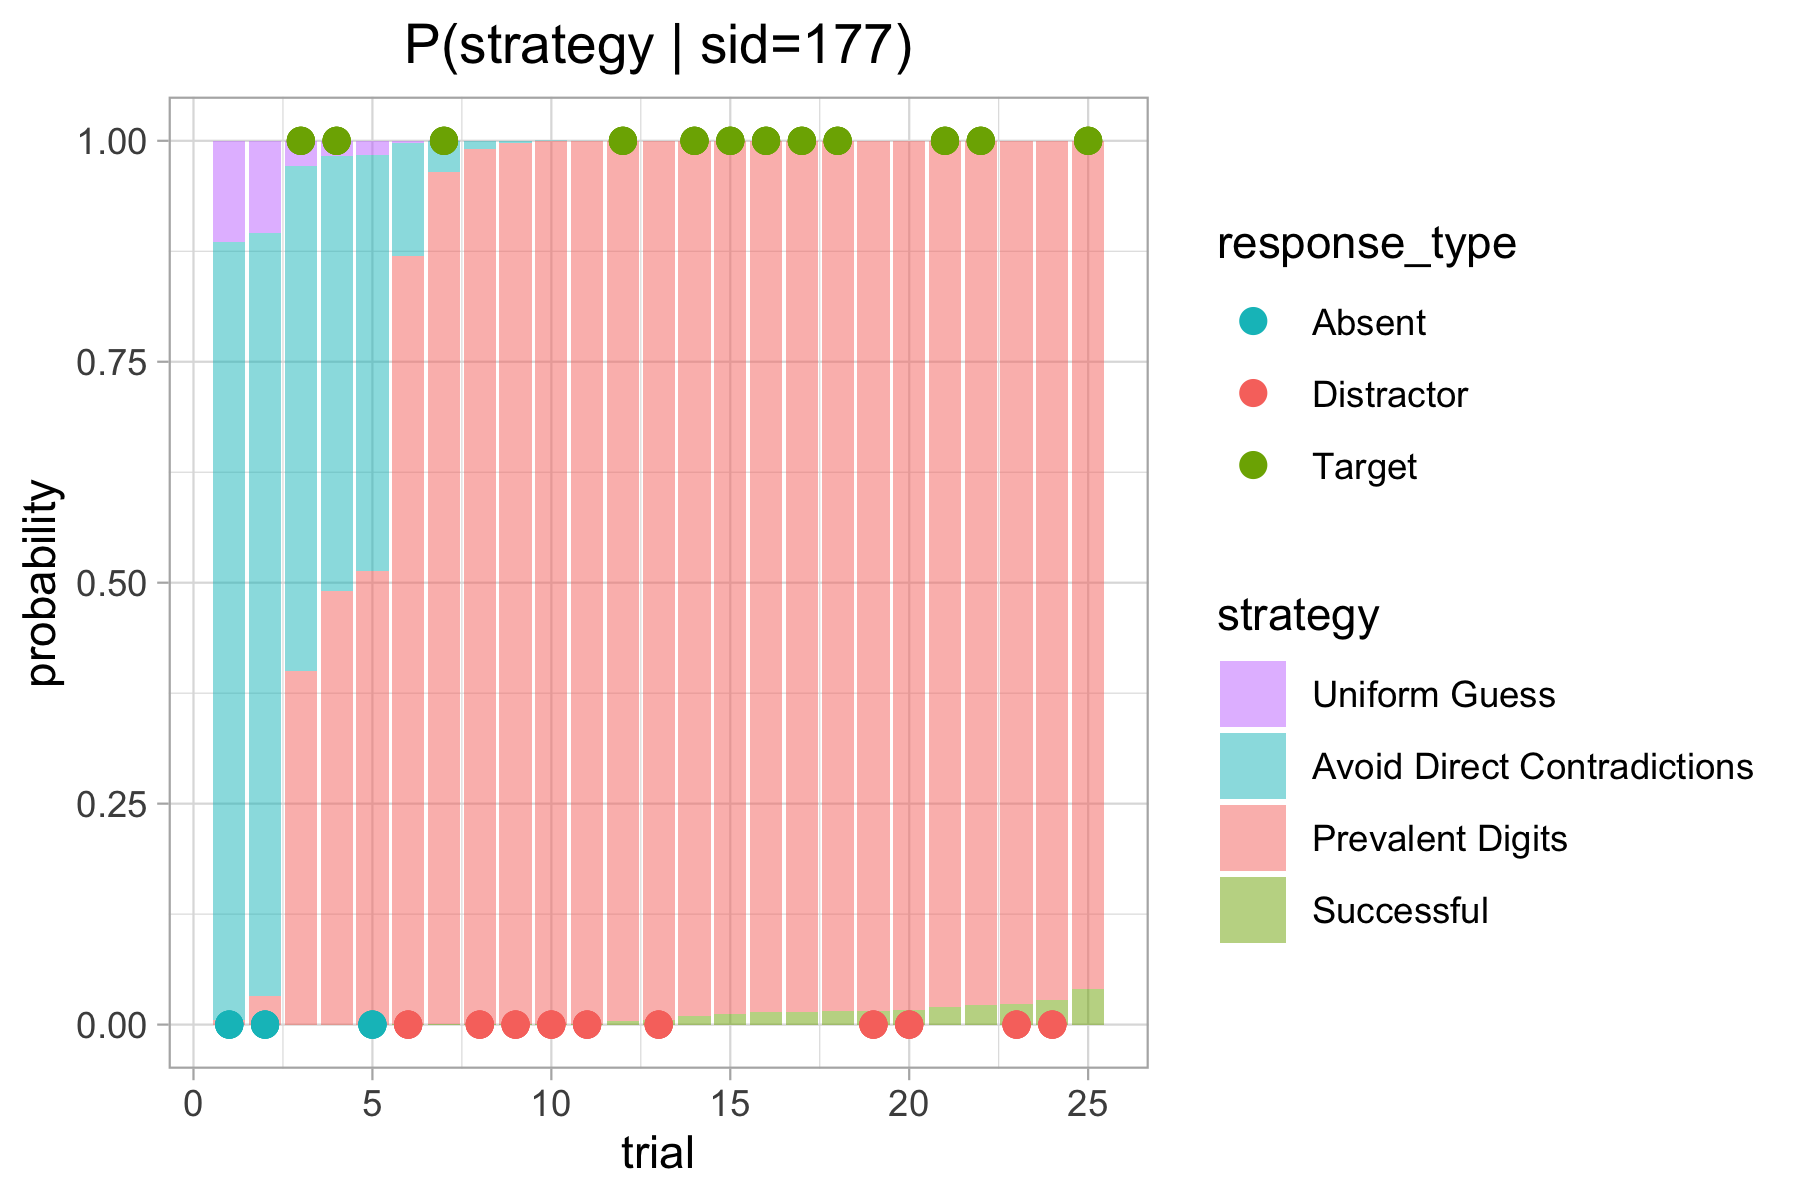 P(strategy | sid=177)
1.00
0.75
0.50
0.25
0.00
probability
0 5 10 15 20 25
trial
response_type
Absent
Distractor
Target
strategy
Uniform Guess
Avoid Direct Contradictions
Prevalent Digits
Successful